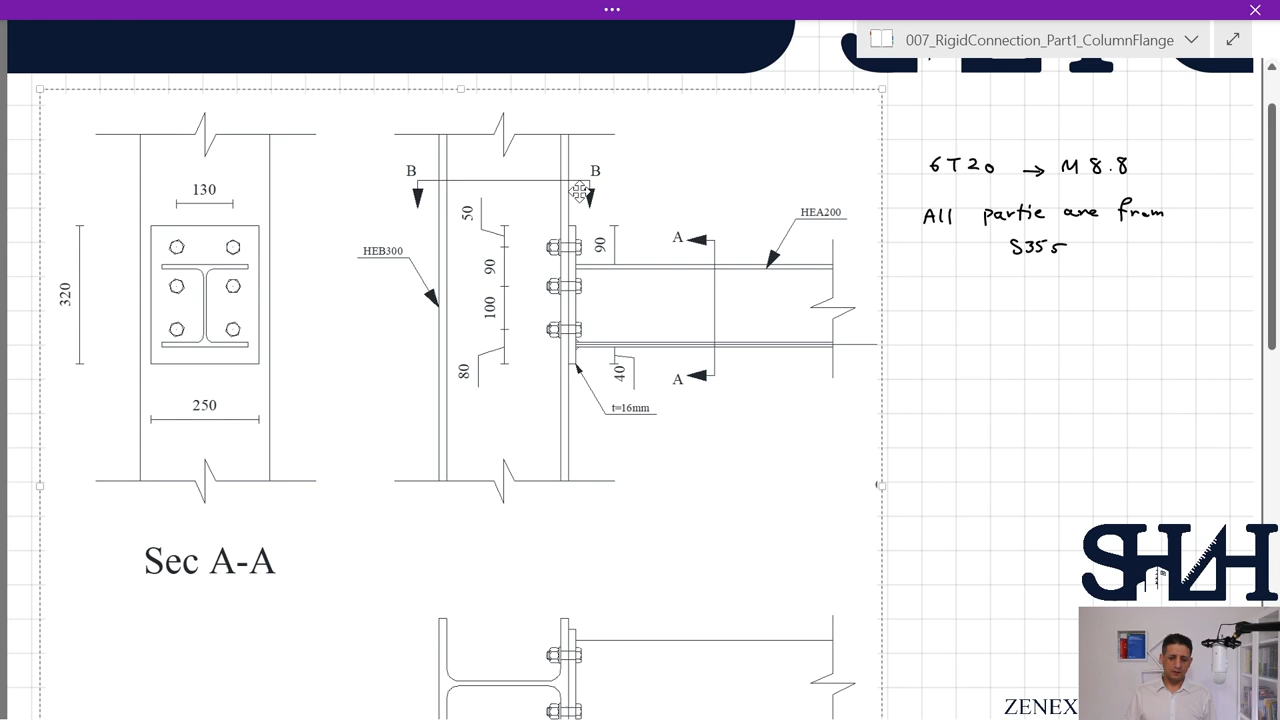 007_RigidConnection_Part1_ColumnFlange
B
B
130
50
HEA200
6T20 → M 8.8
All partie are from
S355
A
90
HEB300
90
320
100
80
40
A
t=16mm
250
Sec A-A
SHZH
ZENEX